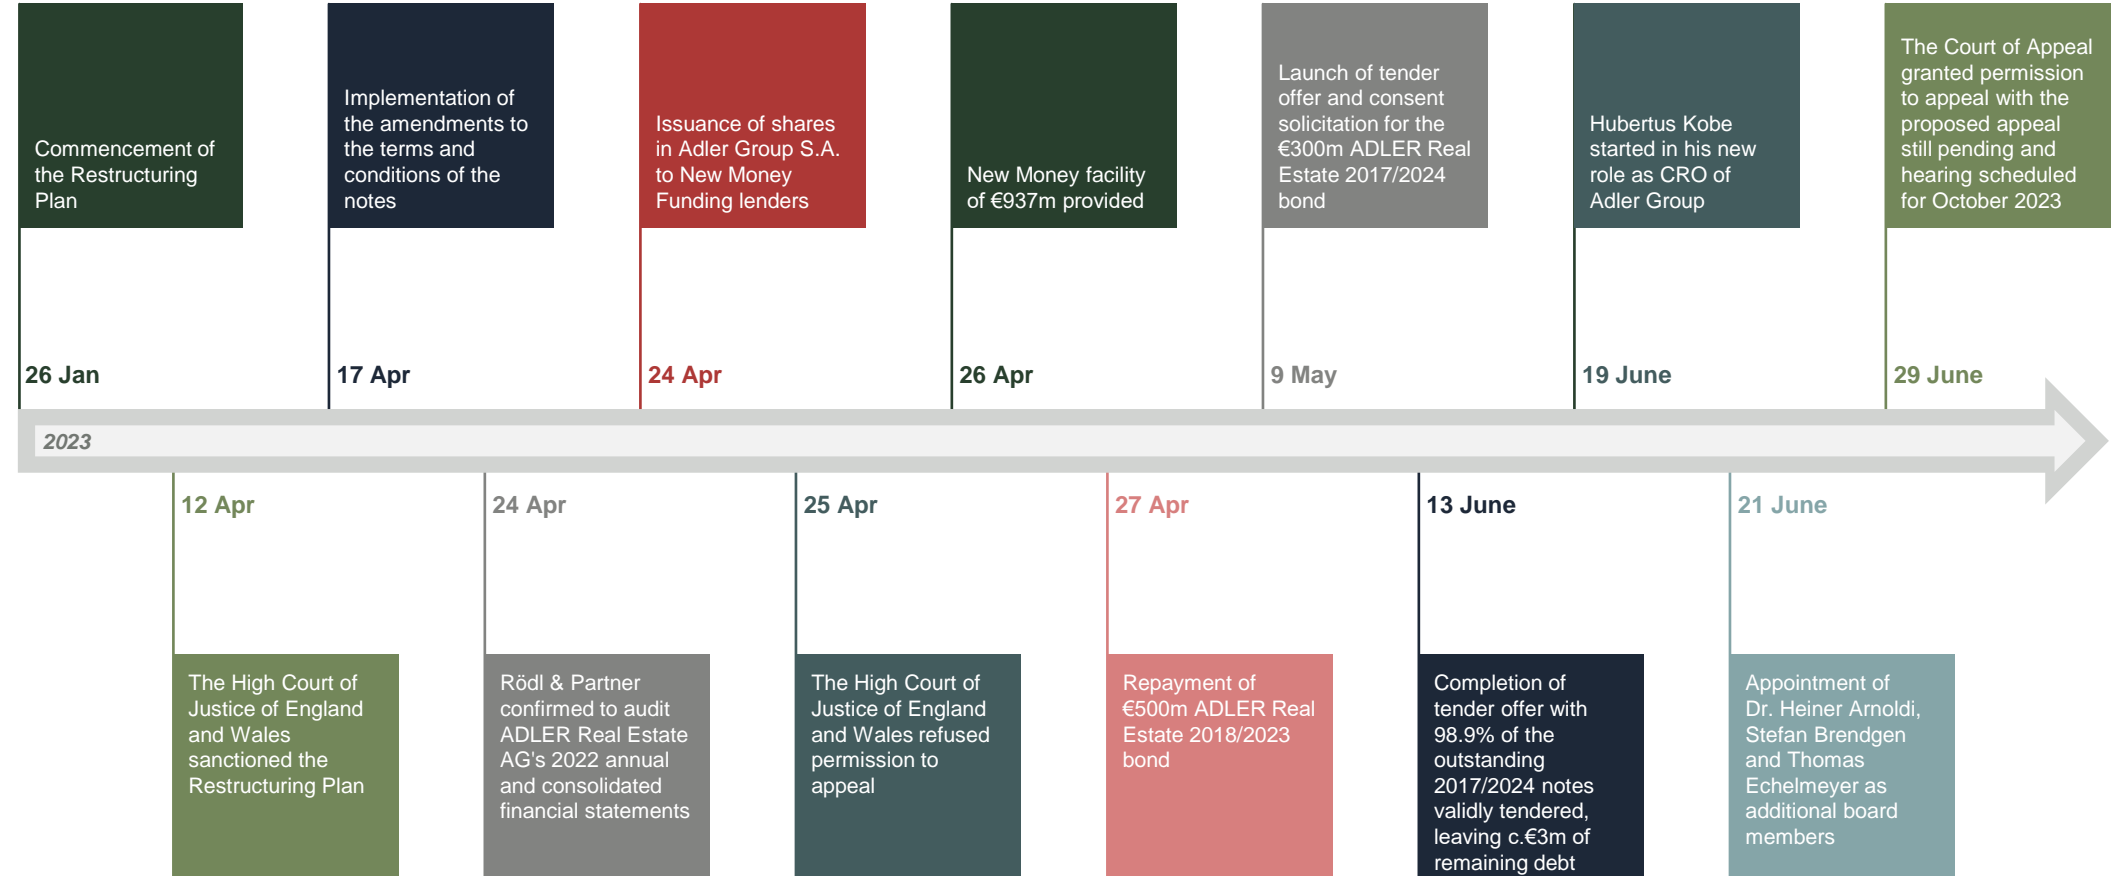 Commencement of
the Restructuring
Plan
26 Jan
Implementation of
the amendments to
the terms and
conditions of the
notes
17 Apr
Issuance of shares
in Adler Group S.A.
to New Money
Funding lenders
24 Apr
New Money facility
of €937m provided
26 Apr
Launch of tender
offer and consent
solicitation for the
€300m ADLER Real
Estate 2017/2024
bond
9 May
Hubertus Kobe
started in his new
role as CRO of
Adler Group
19 June
The Court of Appeal
granted permission
to appeal with the
proposed appeal
still pending and
hearing scheduled
for October 2023
29 June
2023
12 Apr
The High Court of
Justice of England
and Wales
sanctioned the
Restructuring Plan
24 Apr
Rödl & Partner
confirmed to audit
ADLER Real Estate
AG's 2022 annual
and consolidated
financial statements
25 Apr
The High Court of
Justice of England
and Wales refused
permission to
appeal
27 Apr
Repayment of
€500m ADLER Real
Estate 2018/2023
bond
13 June
Completion of
tender offer with
98.9% of the
outstanding
2017/2024 notes
validly tendered,
leaving c.€3m of
remaining debt
21 June
Appointment of
Dr. Heiner Arnoldi,
Stefan Brendgen
and Thomas
Echelmeyer as
additional board
members